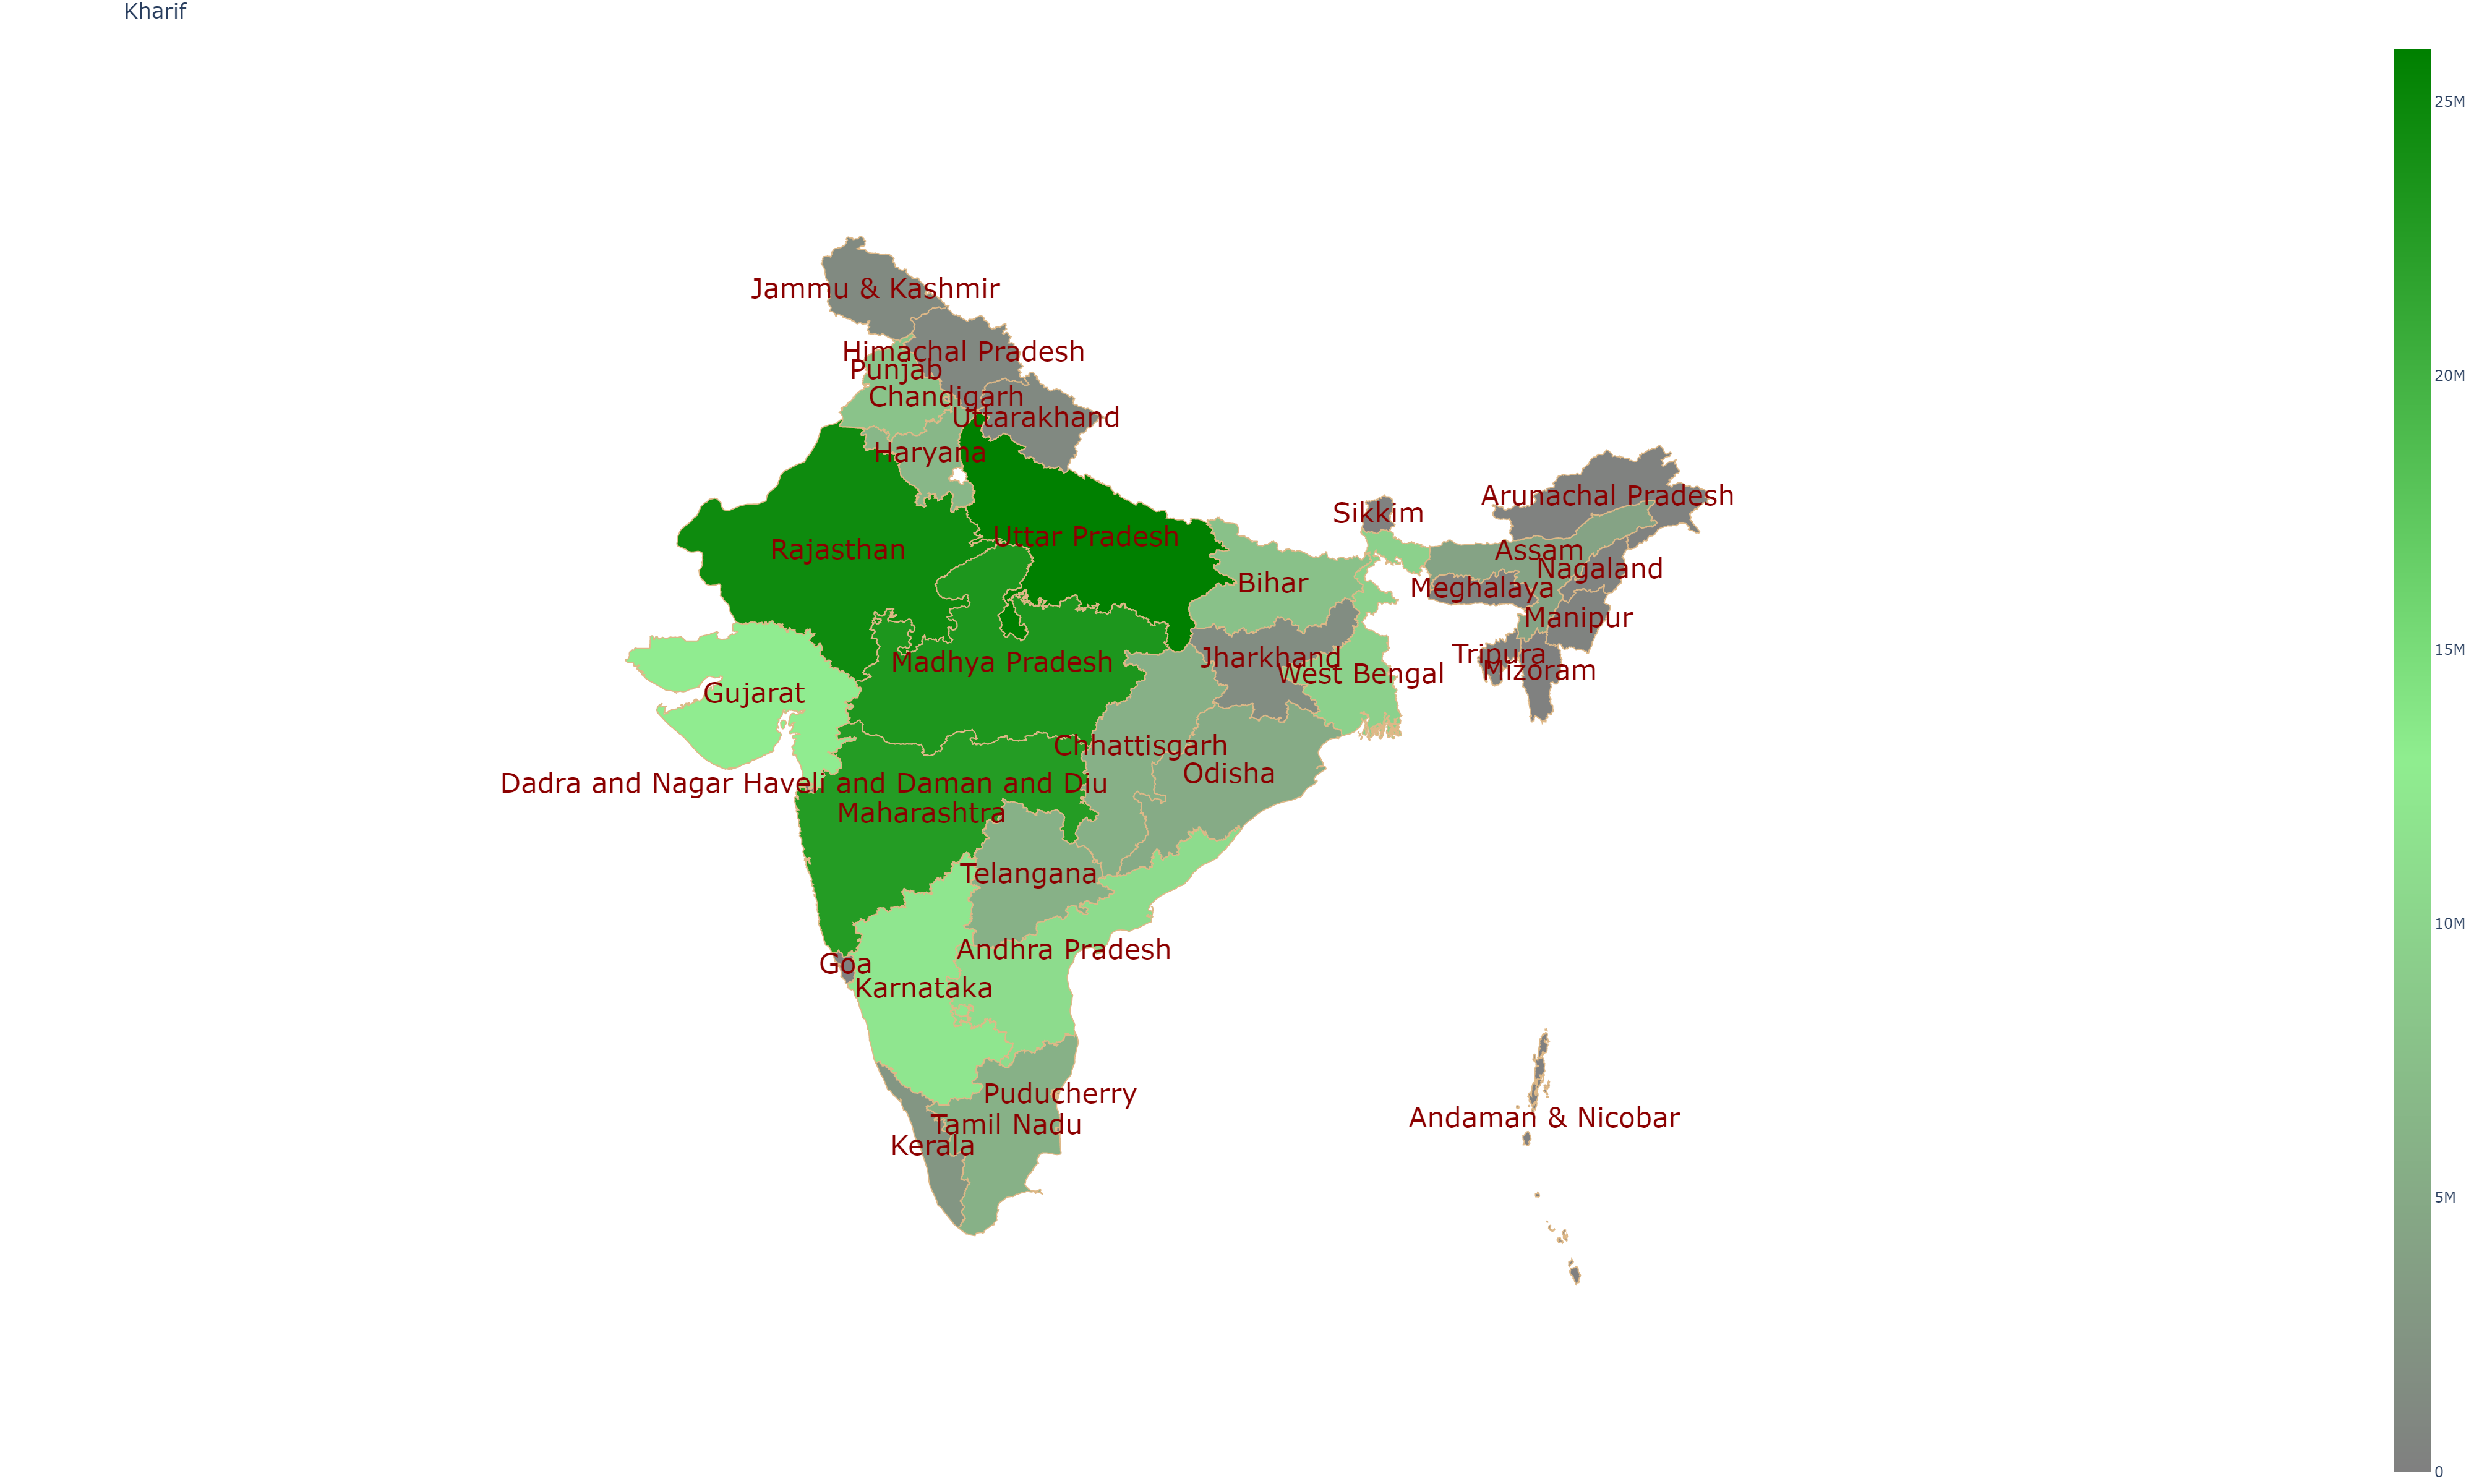 Kharif
25M
20M
15M
10M
5M
0
Jammu & Kashmir
Himachal Pradesh
Punjab
Chandigarh
Uttarakhand
Haryana
Arunachal Pradesh
Sikkim
Uttar Pradesh
Rajasthan
Assam
Nagaland
Bihar
Meghalaya
Manipur
Tripura
Jharkhand
Madhya Pradesh
Mizoram
West Bengal
Gujarat
Chhattisgarh
Odisha
Dadra and Nagar Haveli and Daman and Diu
Maharashtra
Telangana
Andhra Pradesh
Goa
Karnataka
Puducherry
Andaman & Nicobar
Tamil Nadu
Kerala